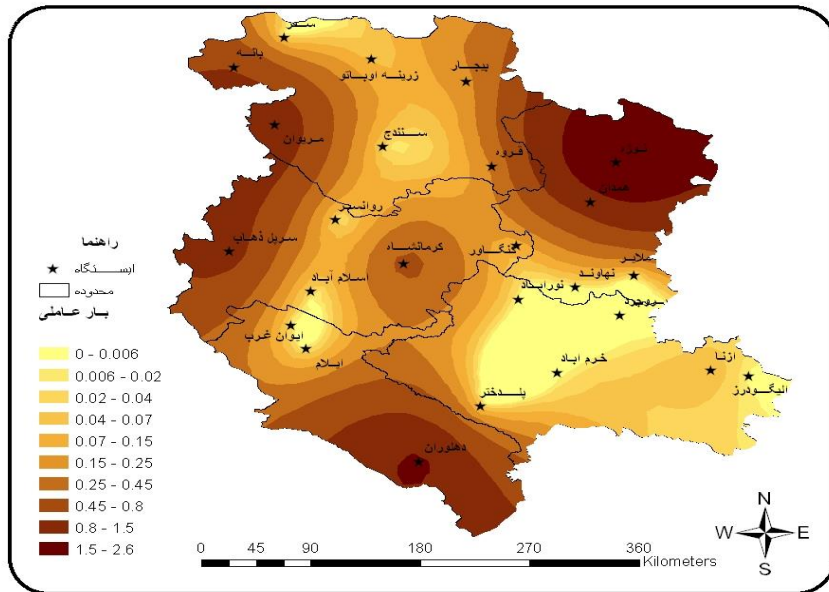 سقز
بانه
زرینه اوباتو
بیجار
مریوان
سنندج
قروه
همدان
روانسر
سرپل ذهاب
کرمانشاه
کنگاور
ملایر
نهاوند
نوراباد
اسلام آباد
ایوان غرب
ایلام
خرم اباد
پلدختر
ازنا
الیگودرز
دهلوران
راهنما
ایستگاه
محدوده
بار عاملی
0 - 0.006
0.006 - 0.02
0.02 - 0.04
0.04 - 0.07
0.07 - 0.15
0.15 - 0.25
0.25 - 0.45
0.45 - 0.8
0.8 - 1.5
1.5 - 2.6
0 45 90 180 270 360
Kilometers
N
W E
S